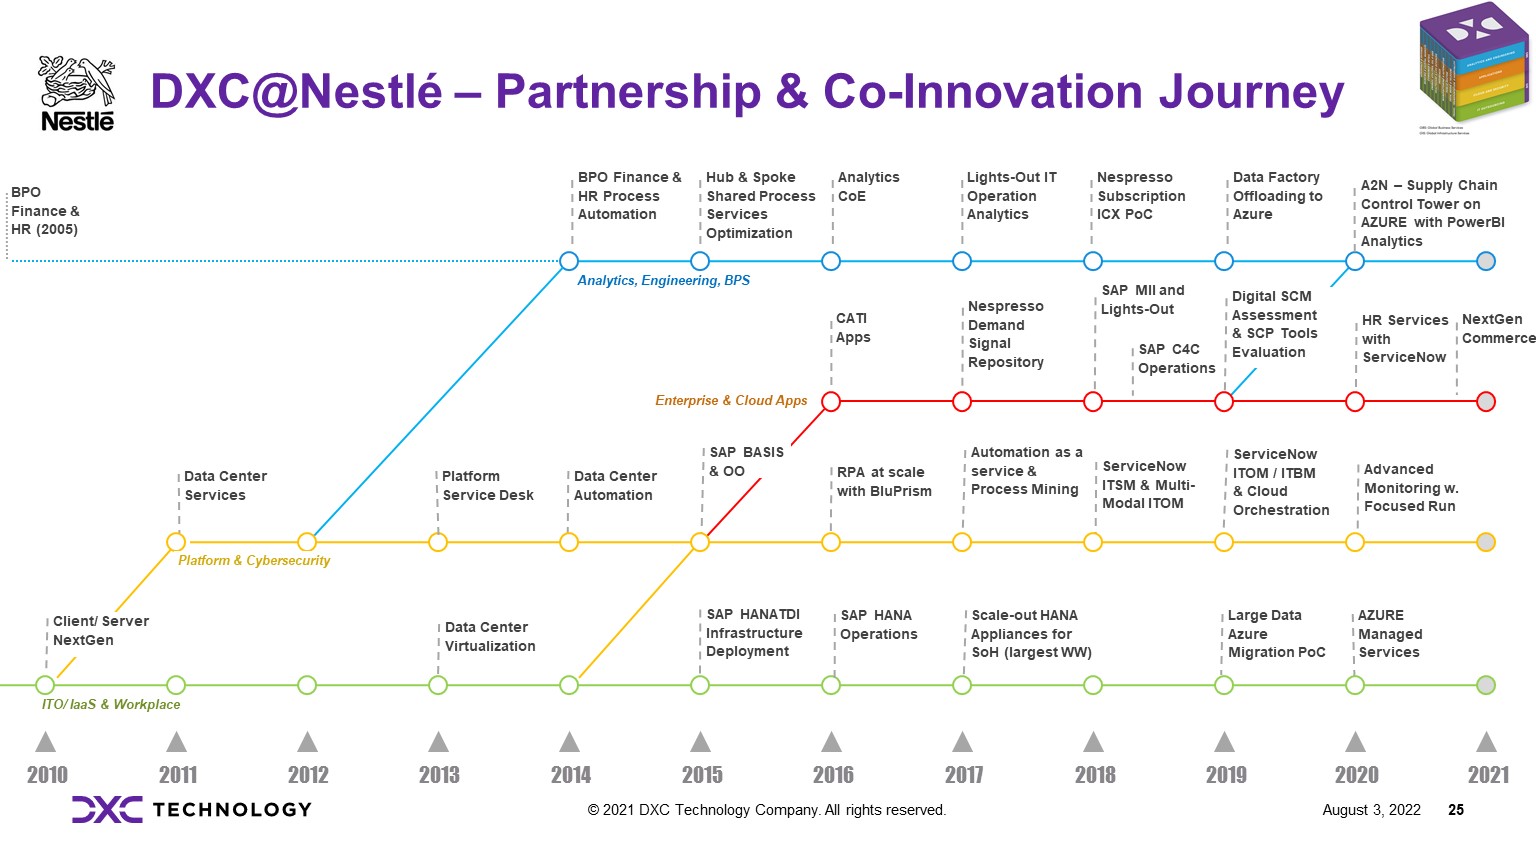 DXC@Nestlé – Partnership & Co-Innovation Journey
Nestlé
DXC
BPO
Finance &
HR (2005)
BPO Finance &
HR Process
Automation
Hub & Spoke
Shared Process
Services
Optimization
Analytics
CoE
Lights-Out IT
Operation
Analytics
Nespresso
Subscription
ICX PoC
Data Factory
Offloading to
Azure
A2N – Supply Chain
Control Tower on
AZURE with PowerBI
Analytics
Analytics, Engineering, BPS
CATI
Apps
Nespresso
Demand
Signal
Repository
SAP MII and
Lights-Out
SAP C4C
Operations
Digital SCM
Assessment
& SCP Tools
Evaluation
HR Services
with
ServiceNow
NextGen
Commerce
Enterprise & Cloud Apps
Data Center
Services
Platform
Service Desk
Data Center
Automation
SAP BASIS
& OO
RPA at scale
with BluPrism
Automation as a
service &
Process Mining
ServiceNow
ITSM & Multi-
Modal ITOM
ServiceNow
ITOM / ITBM
& Cloud
Orchestration
Advanced
Monitoring w.
Focused Run
Platform & Cybersecurity
Client/ Server
NextGen
Data Center
Virtualization
SAP HANATDI
Infrastructure
Deployment
SAP HANA
Operations
Scale-out HANA
Appliances for
SoH (largest WW)
Large Data
Azure
Migration PoC
AZURE
Managed
Services
ITO/ IaaS & Workplace
2010 2011 2012 2013 2014 2015 2016 2017 2018 2019 2020 2021
DXC TECHNOLOGY
© 2021 DXC Technology Company. All rights reserved.
August 3, 2022 25